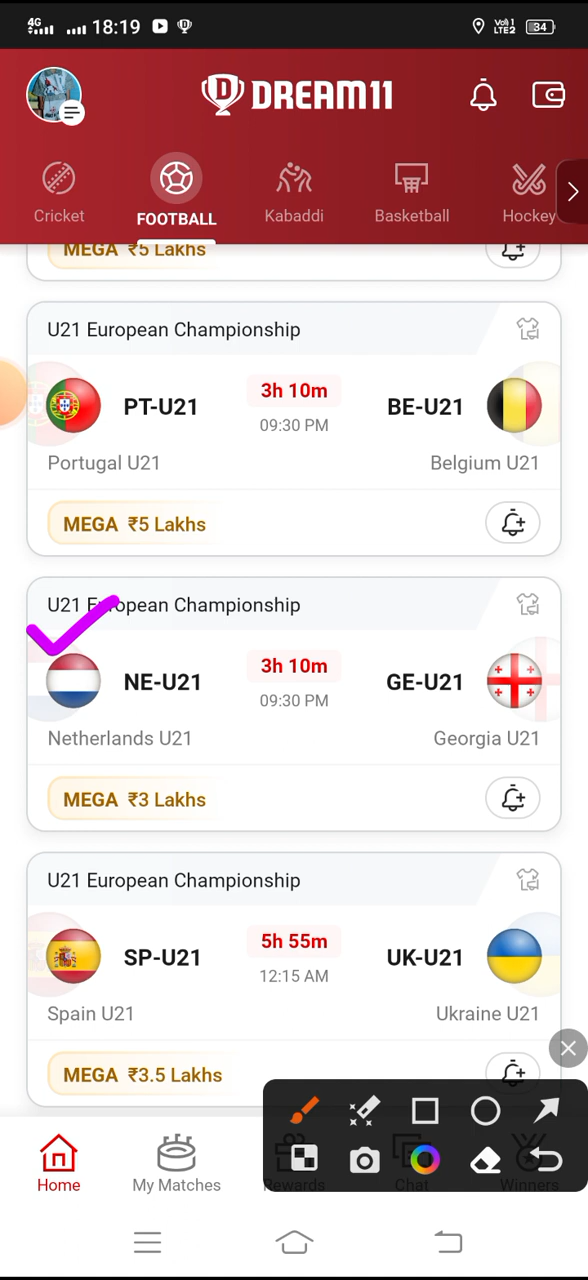 4G 18:19 Vo)) 1 LTE2 34
DREAM11
Cricket FOOTBALL Kabaddi Basketball Hockey
MEGA ₹5 Lakhs
U21 European Championship
PT-U21 3h 10m BE-U21
09:30 PM
Portugal U21 Belgium U21
MEGA ₹5 Lakhs
U21 European Championship
NE-U21 3h 10m GE-U21
09:30 PM
Netherlands U21 Georgia U21
MEGA ₹3 Lakhs
U21 European Championship
SP-U21 5h 55m UK-U21
12:15 AM
Spain U21 Ukraine U21
MEGA ₹3.5 Lakhs
Home My Matches Rewards Chat Winners